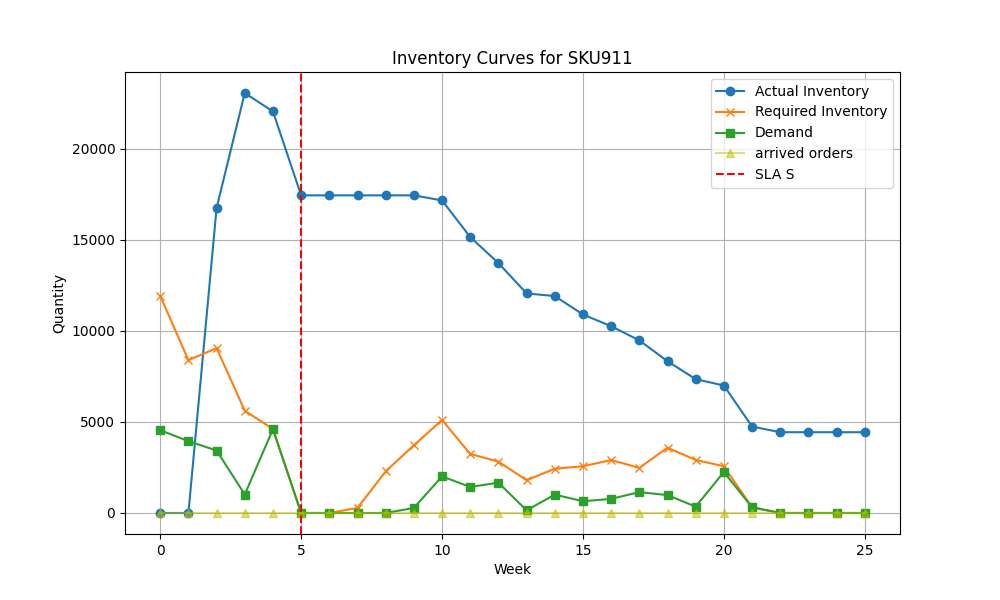 Inventory Curves for SKU911
Actual Inventory
Required Inventory
Demand
arrived orders
SLA S
Quantity
20000
15000
10000
5000
0
0 5 10 15 20 25
Week